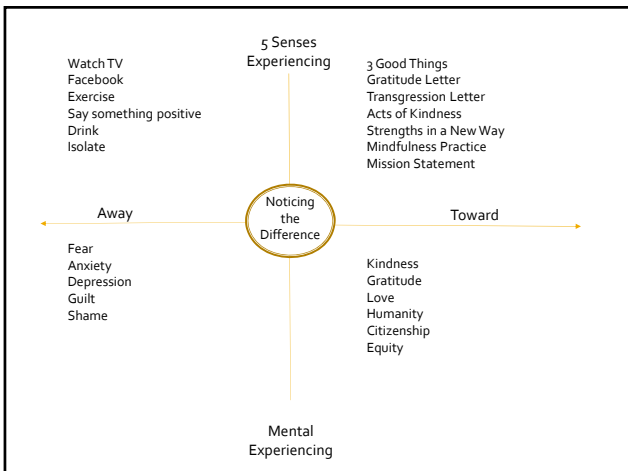 5 Senses
Experiencing
Watch TV
Facebook
Exercise
Say something positive
Drink
Isolate
3 Good Things
Gratitude Letter
Transgression Letter
Acts of Kindness
Strengths in a New Way
Mindfulness Practice
Mission Statement
Away
Noticing
the
Difference
Toward
Fear
Anxiety
Depression
Guilt
Shame
Kindness
Gratitude
Love
Humanity
Citizenship
Equity
Mental
Experiencing